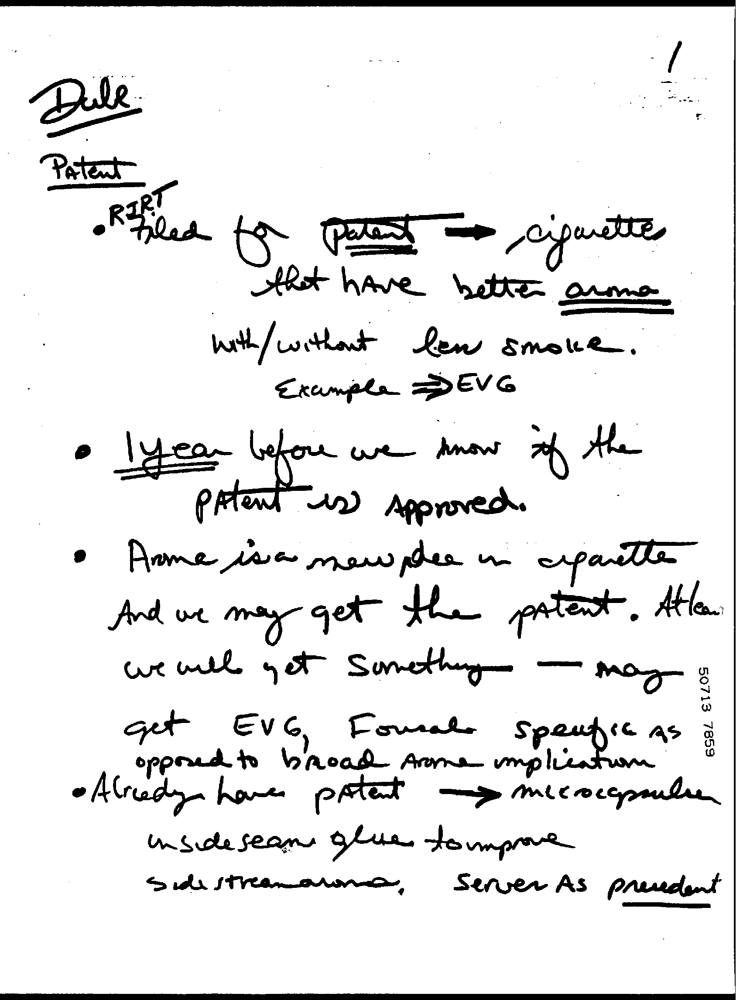 1
Dale
Patent
RJRT
• filed for patent → cigarettes
that have better aroma
with/without less smoke.
Example ⇒ EVG
• 1 year before we know if the
patent is approved.
• Aroma is a new idea in cigarette
And we may get the patent. At leas
we will get something — may
get EVG, specific as
opposed to broad Aroma implication
• Already have patent → microcapsules
inside seam glue to improve
sidestream aroma. Serves As precedent
50713 7859